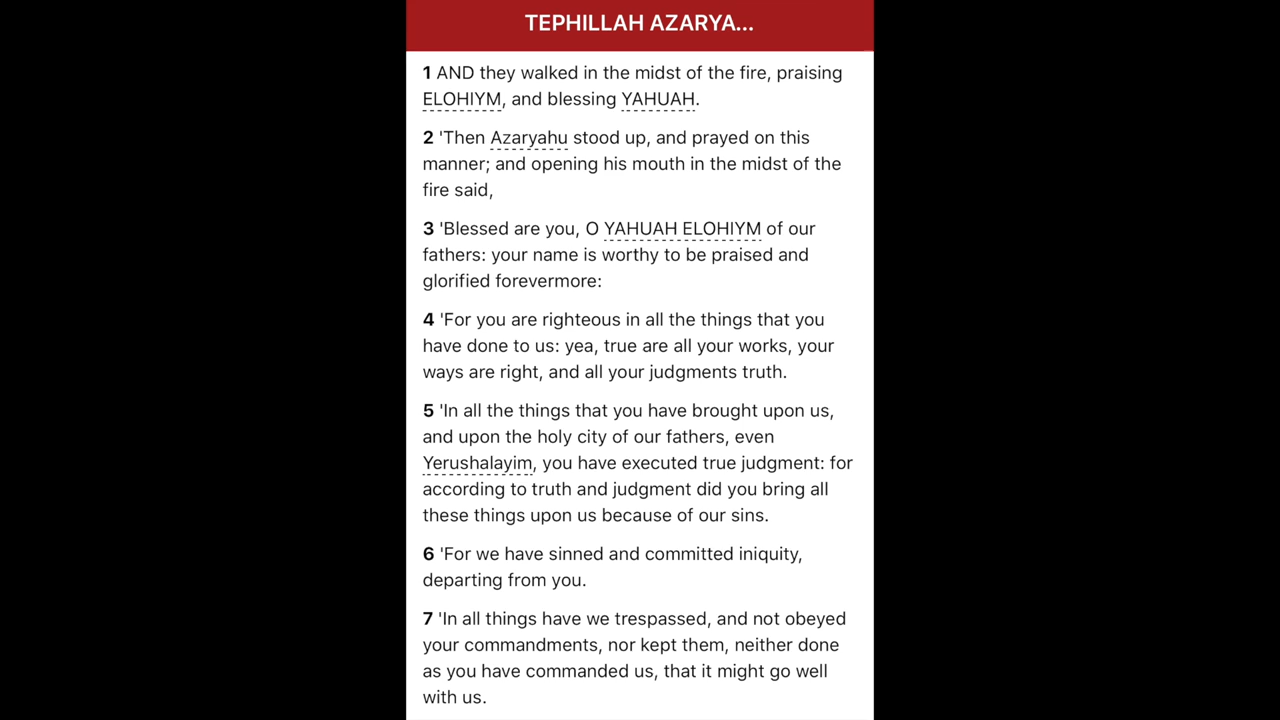 TEPHILLAH AZARYA...
1 AND they walked in the midst of the fire, praising
ELOHIYM, and blessing YAHUAH.
2 'Then Azaryahu stood up, and prayed on this
manner; and opening his mouth in the midst of the
fire said,
3 'Blessed are you, O YAHUAH ELOHIYM of our
fathers: your name is worthy to be praised and
glorified forevermore:
4 'For you are righteous in all the things that you
have done to us: yea, true are all your works, your
ways are right, and all your judgments truth.
5 'In all the things that you have brought upon us,
and upon the holy city of our fathers, even
Yerushalayim, you have executed true judgment: for
according to truth and judgment did you bring all
these things upon us because of our sins.
6 'For we have sinned and committed iniquity,
departing from you.
7 'In all things have we trespassed, and not obeyed
your commandments, nor kept them, neither done
as you have commanded us, that it might go well
with us.